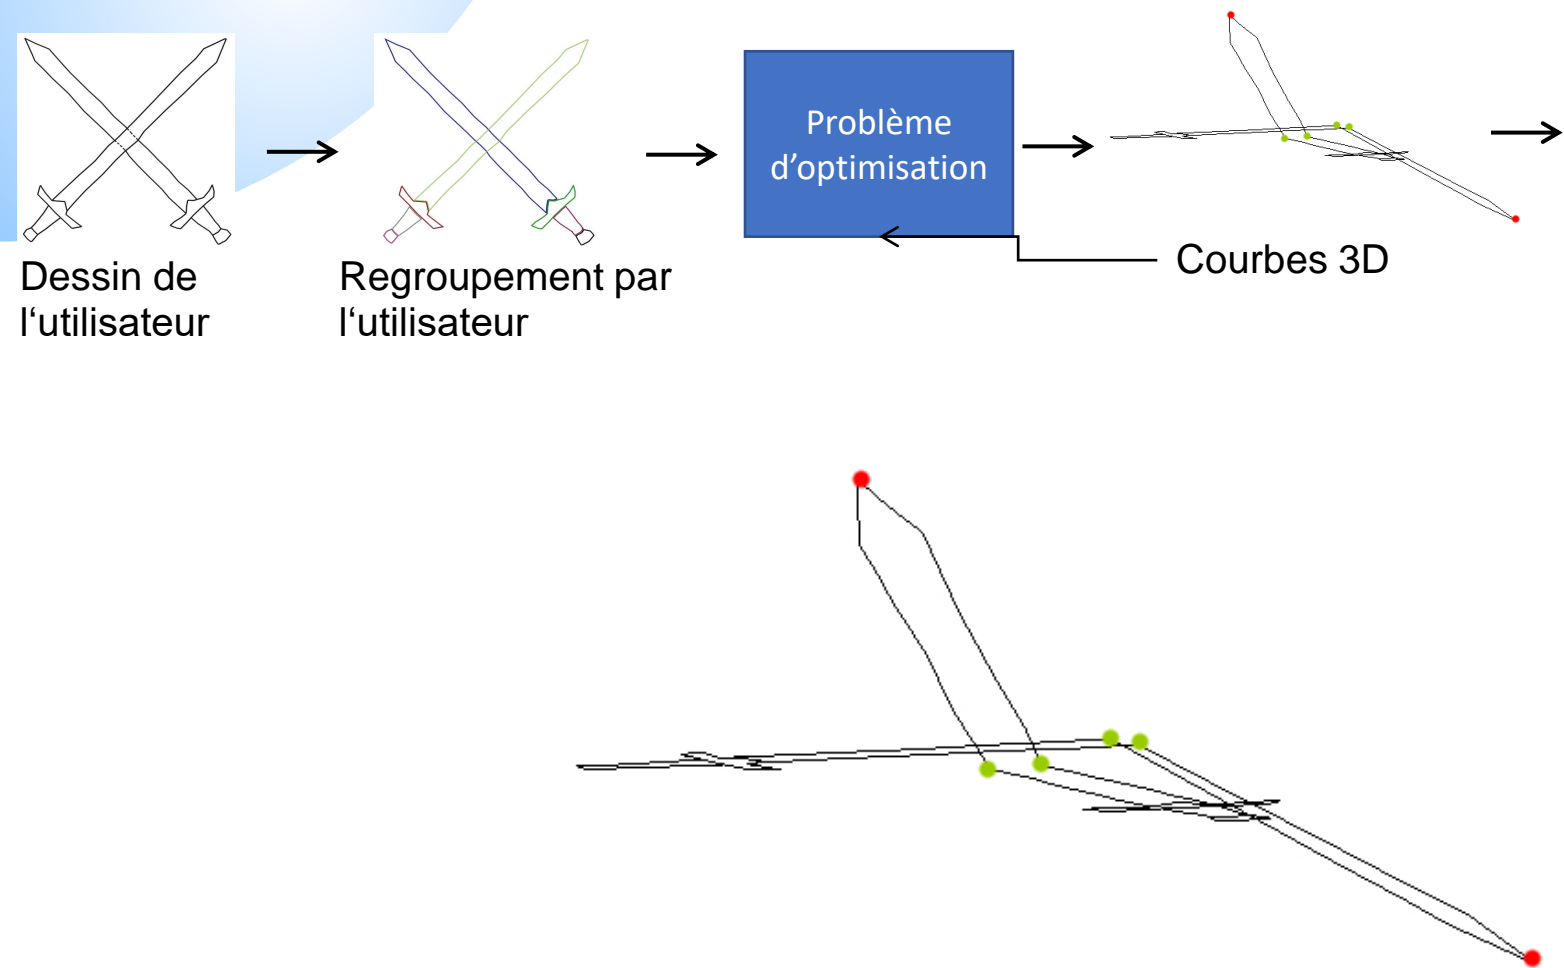 Problème
d'optimisation
Dessin de
l‘utilisateur
Regroupement par
l‘utilisateur
Courbes 3D